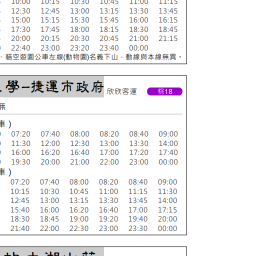 10:00 10:15 10:30 10:45 11:00 11:15
12:30 12:45 13:00 13:15 13:30 13:45
15:00 15:15 15:30 15:45 16:00 16:15
17:30 17:45 18:00 18:15 18:30 18:45
20:00 20:15 20:30 20:45 21:00 21:15
22:40 23:00 23:20 23:40 00:00
，貓空遊園公車左線(動物園)名義下山，動線與本線無異，
學-捷運市政府 欣欣客運 棕18
無
車)
07:20 07:40 08:00 08:20 08:40 09:00
11:30 12:00 12:30 13:00 13:30 14:00
16:00 16:20 16:40 17:00 17:20 17:40
19:30 20:00 21:00 22:00 23:00 00:00
車)
07:20 07:40 08:00 08:20 08:40 09:00
10:15 10:30 10:45 11:00 11:15 11:30
12:45 13:00 13:15 13:30 13:45 14:00
15:40 16:00 16:20 16:40 17:00 17:15
18:30 18:45 19:00 19:20 19:40 20:00
21:40 22:00 22:30 23:00 23:30 00:00